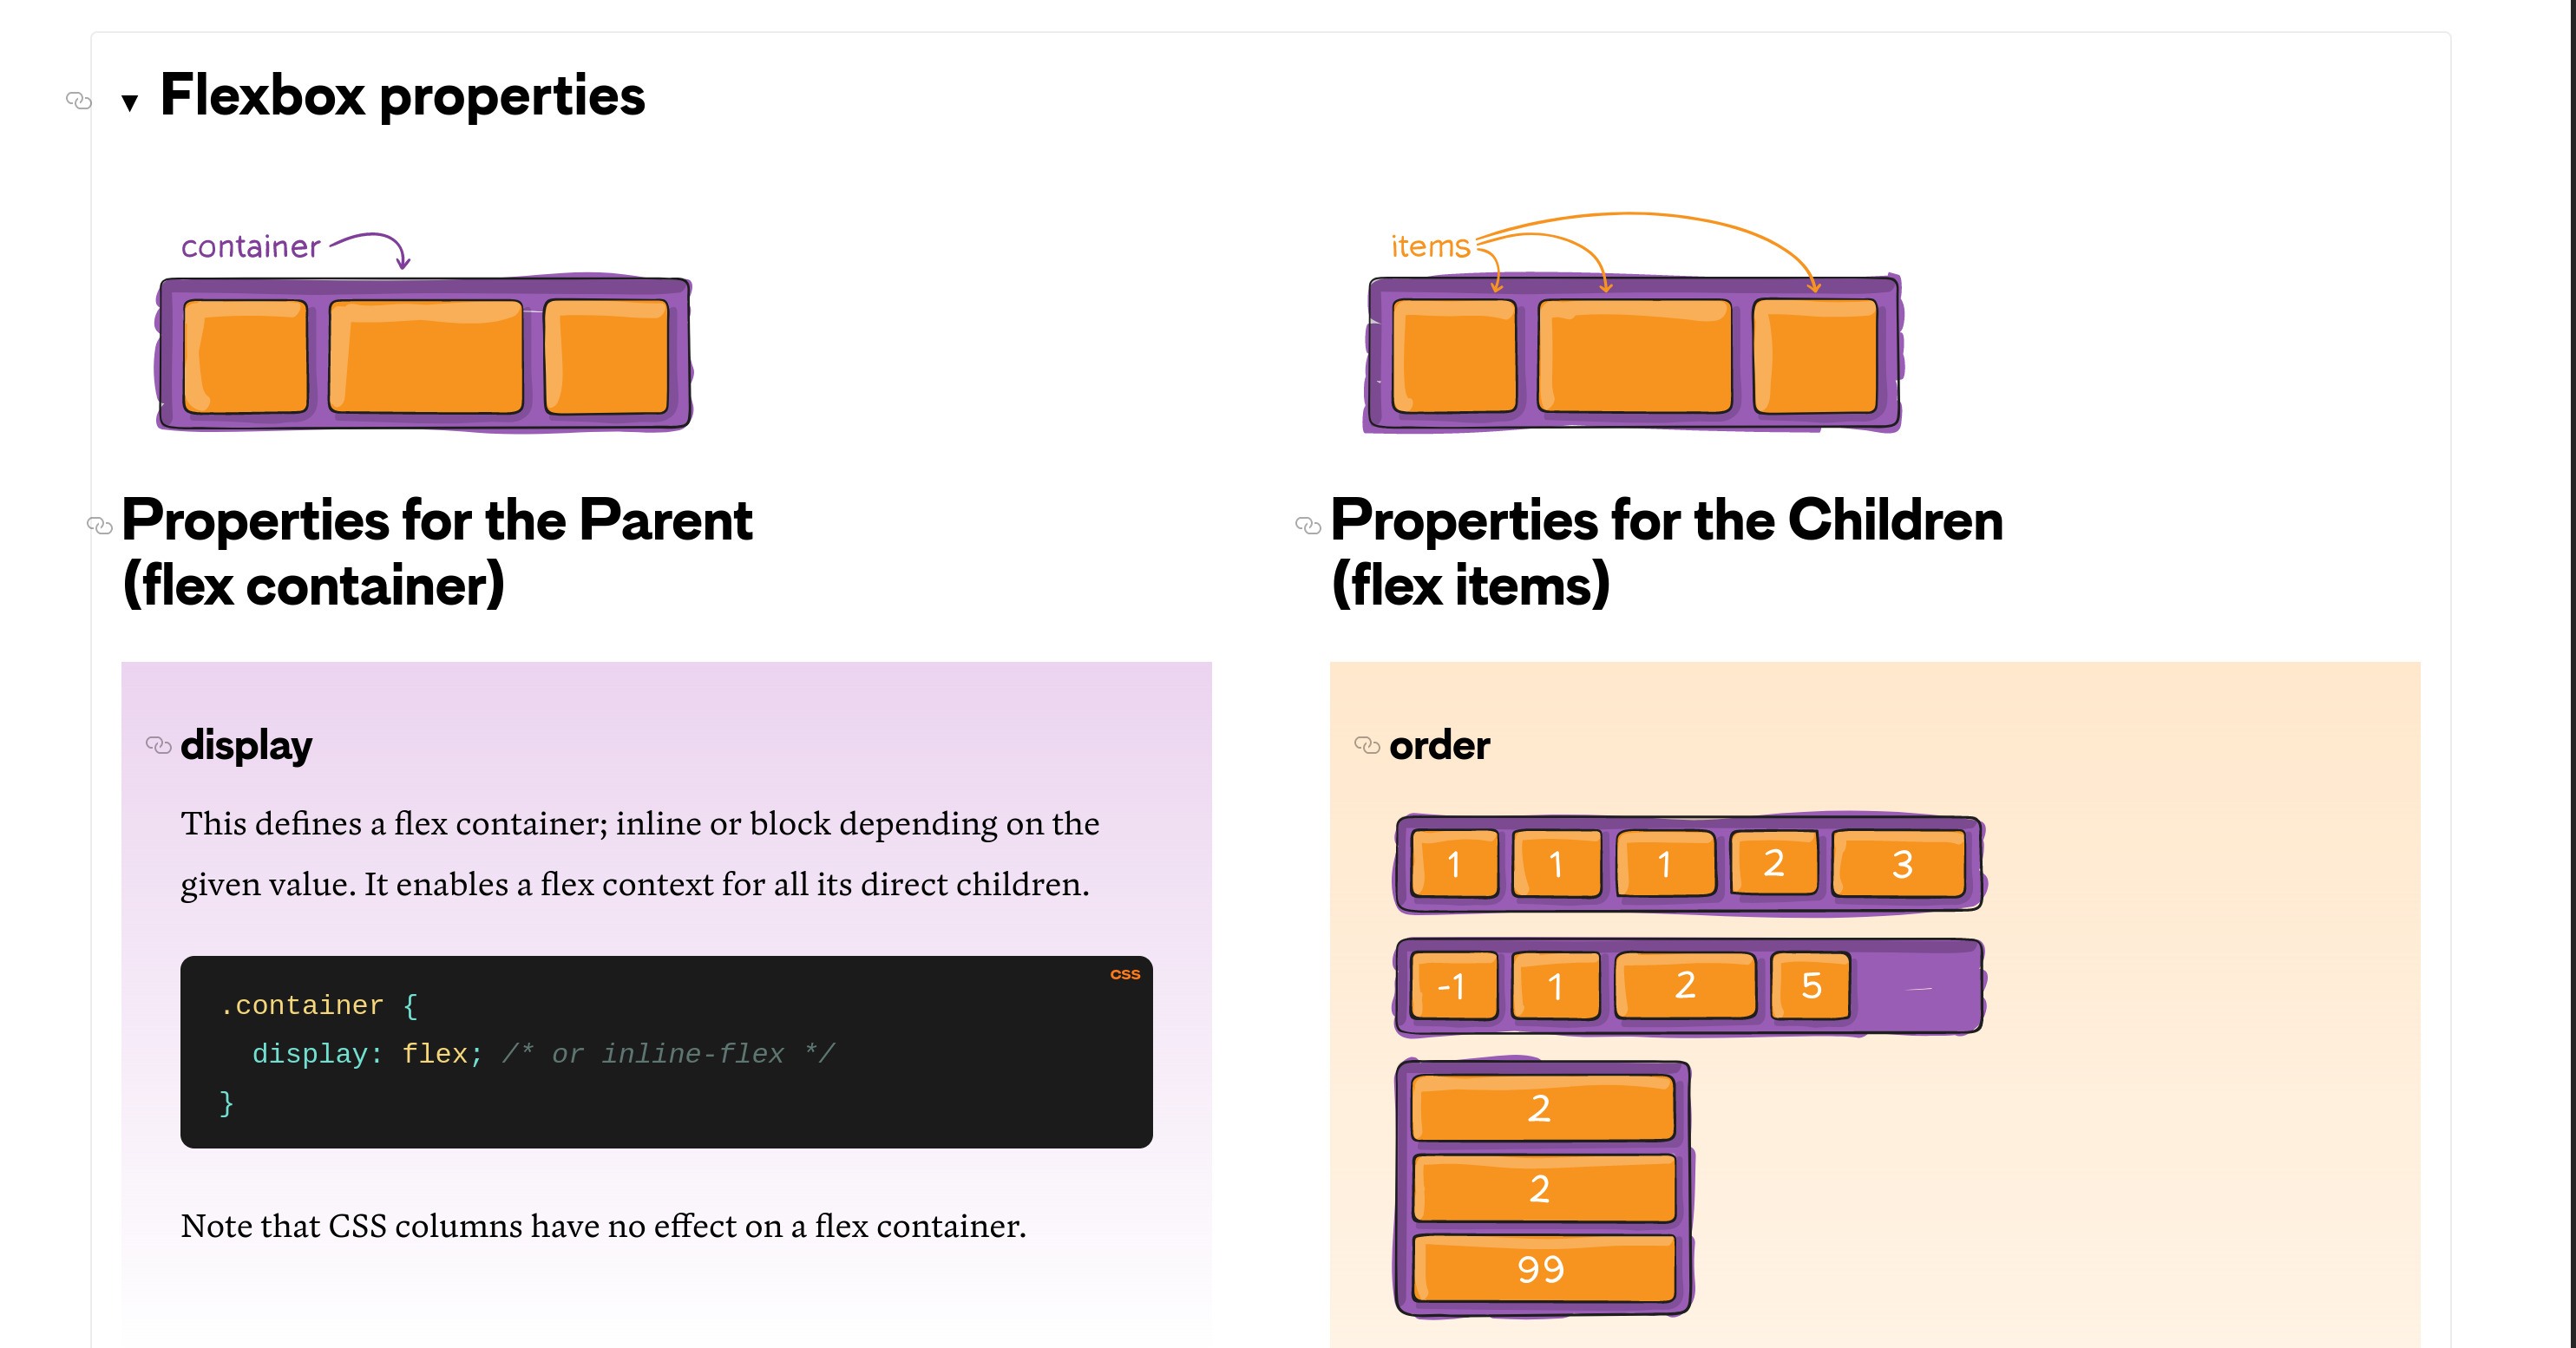 Flexbox properties
container
Properties for the Parent
(flex container)
display
This defines a flex container; inline or block depending on the
given value. It enables a flex context for all its direct children.
CSS
.container {
  display: flex; /* or inline-flex */
}
Note that CSS columns have no effect on a flex container.
items
Properties for the Children
(flex items)
order
1 1 1 2 3
-1 1 2 5
2
2
99